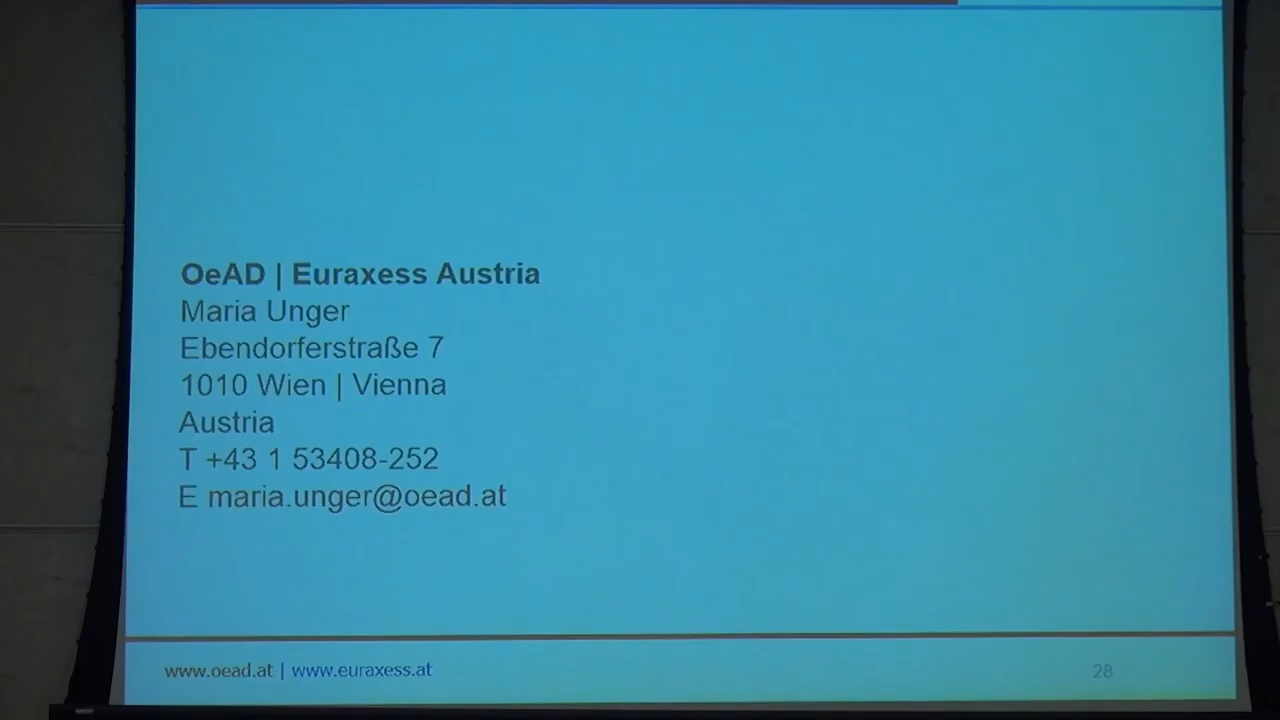 OeAD | Euraxess Austria
Maria Unger
Ebendorferstraße 7
1010 Wien | Vienna
Austria
T +43 1 53408-252
E maria.unger@oead.at
www.oead.at | www.euraxess.at
28